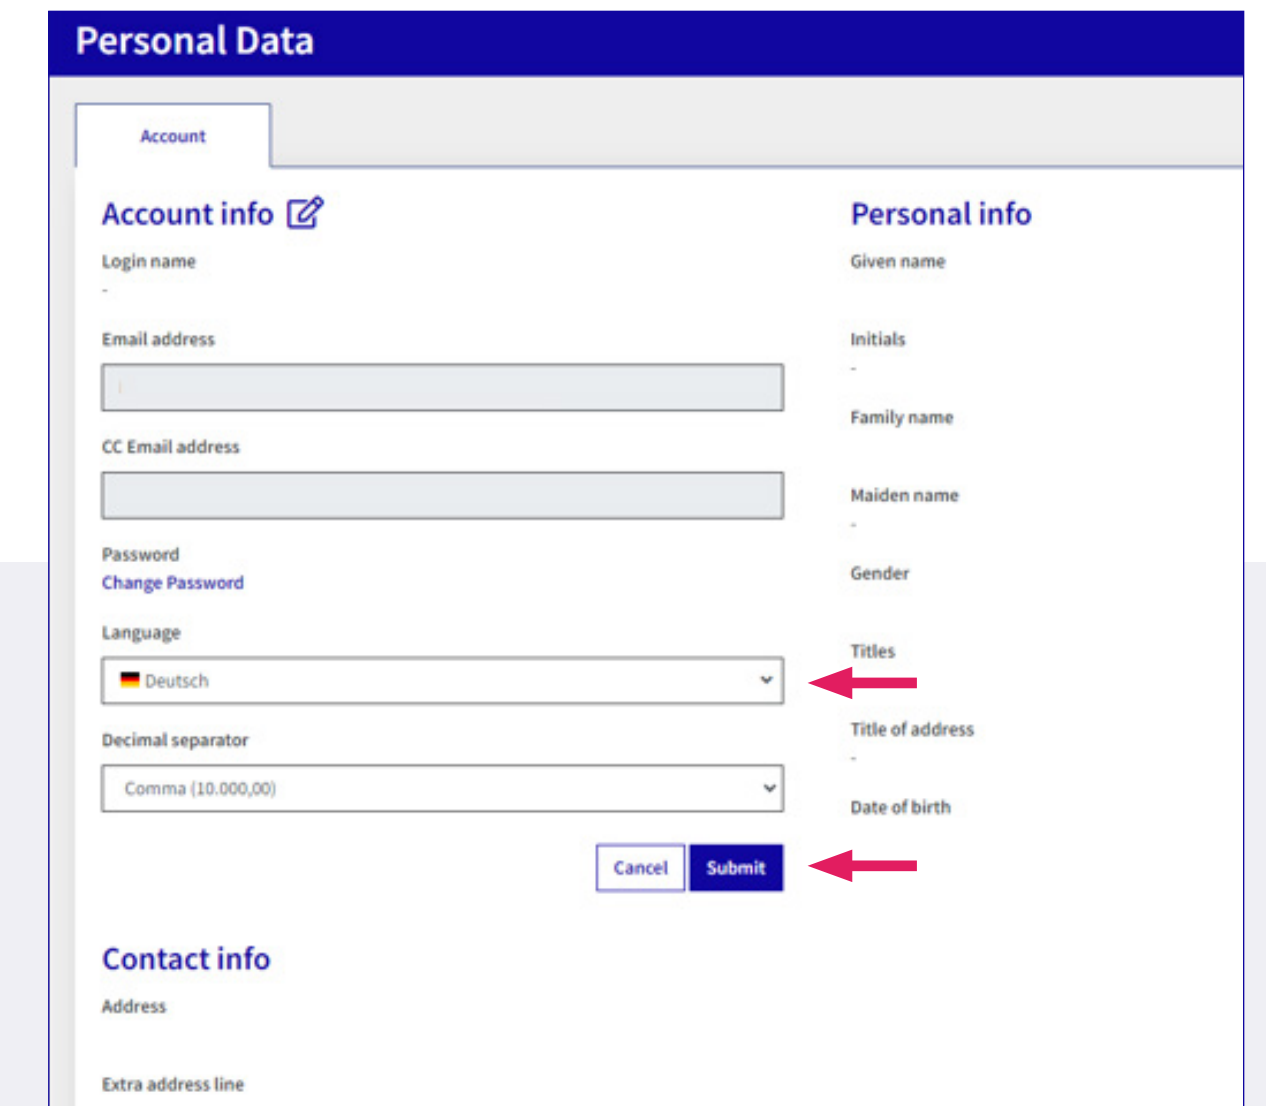 Personal Data
Account
Account info
Login name
-
Email address
CC Email address
Password
Change Password
Language
Deutsch
Decimal separator
Comma (10.000,00)
Cancel
Submit
Contact info
Address
Extra address line
Personal info
Given name
Initials
-
Family name
Maiden name
-
Gender
Titles
Title of address
-
Date of birth